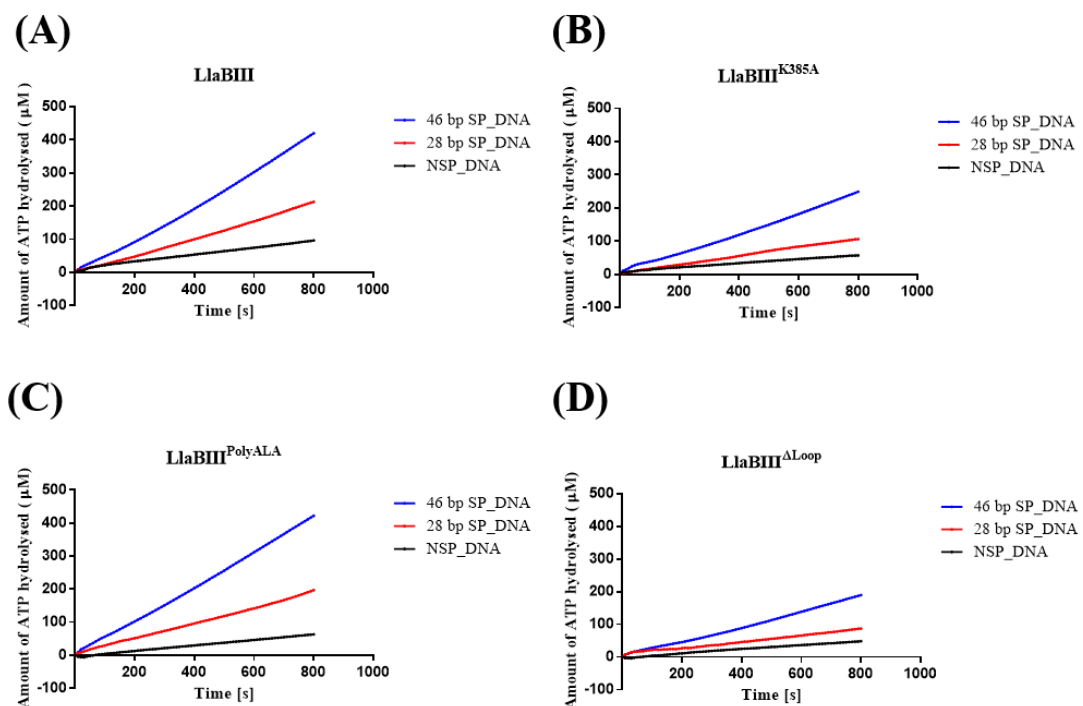 (A)
LlaBIII
Amount of ATP hydrolysed ( µM)
500
400
300
200
100
0
-100
200
400
600
800
1000
Time [s]
46 bp SP_DNA
28 bp SP_DNA
NSP_DNA
(B)
LlaBIII^K385A
Amount of ATP hydrolysed ( µM)
500
400
300
200
100
0
-100
200
400
600
800
1000
Time [s]
46 bp SP_DNA
28 bp SP_DNA
NSP_DNA
(C)
LlaBIII^PolyALA
Amount of ATP hydrolysed ( µM)
500
400
300
200
100
0
-100
200
400
600
800
1000
Time [s]
46 bp SP_DNA
28 bp SP_DNA
NSP_DNA
(D)
LlaBIII^ΔLoop
Amount of ATP hydrolysed ( µM)
500
400
300
200
100
0
-100
200
400
600
800
1000
Time [s]
46 bp SP_DNA
28 bp SP_DNA
NSP_DNA